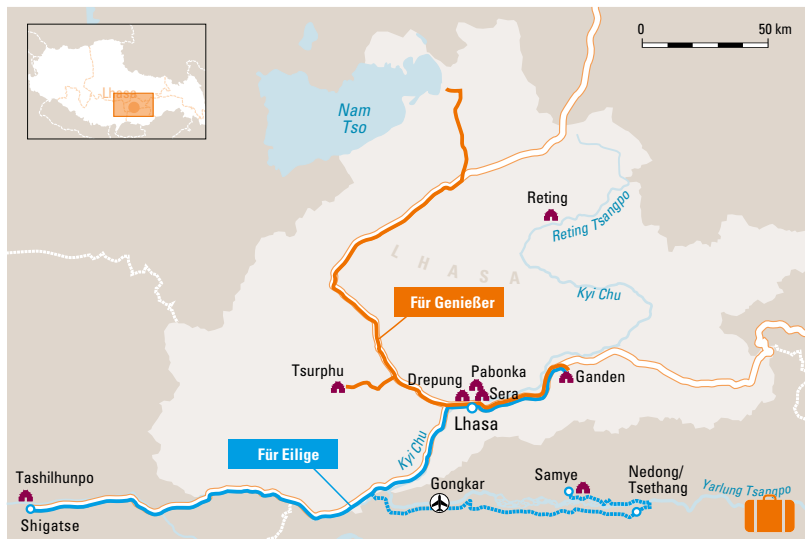 Lhasa
0
50 km
Nam
Tso
Reting
Reting Tsangpo
LHASA
Kyi Chu
Für Genießer
Tsurphu
Drepung
Pabonka
Sera
Ganden
Lhasa
Kyi Chu
Für Eilige
Tashilhunpo
Shigatse
Gongkar
Samye
Nedong/
Tsethang
Yarlung Tsangpo